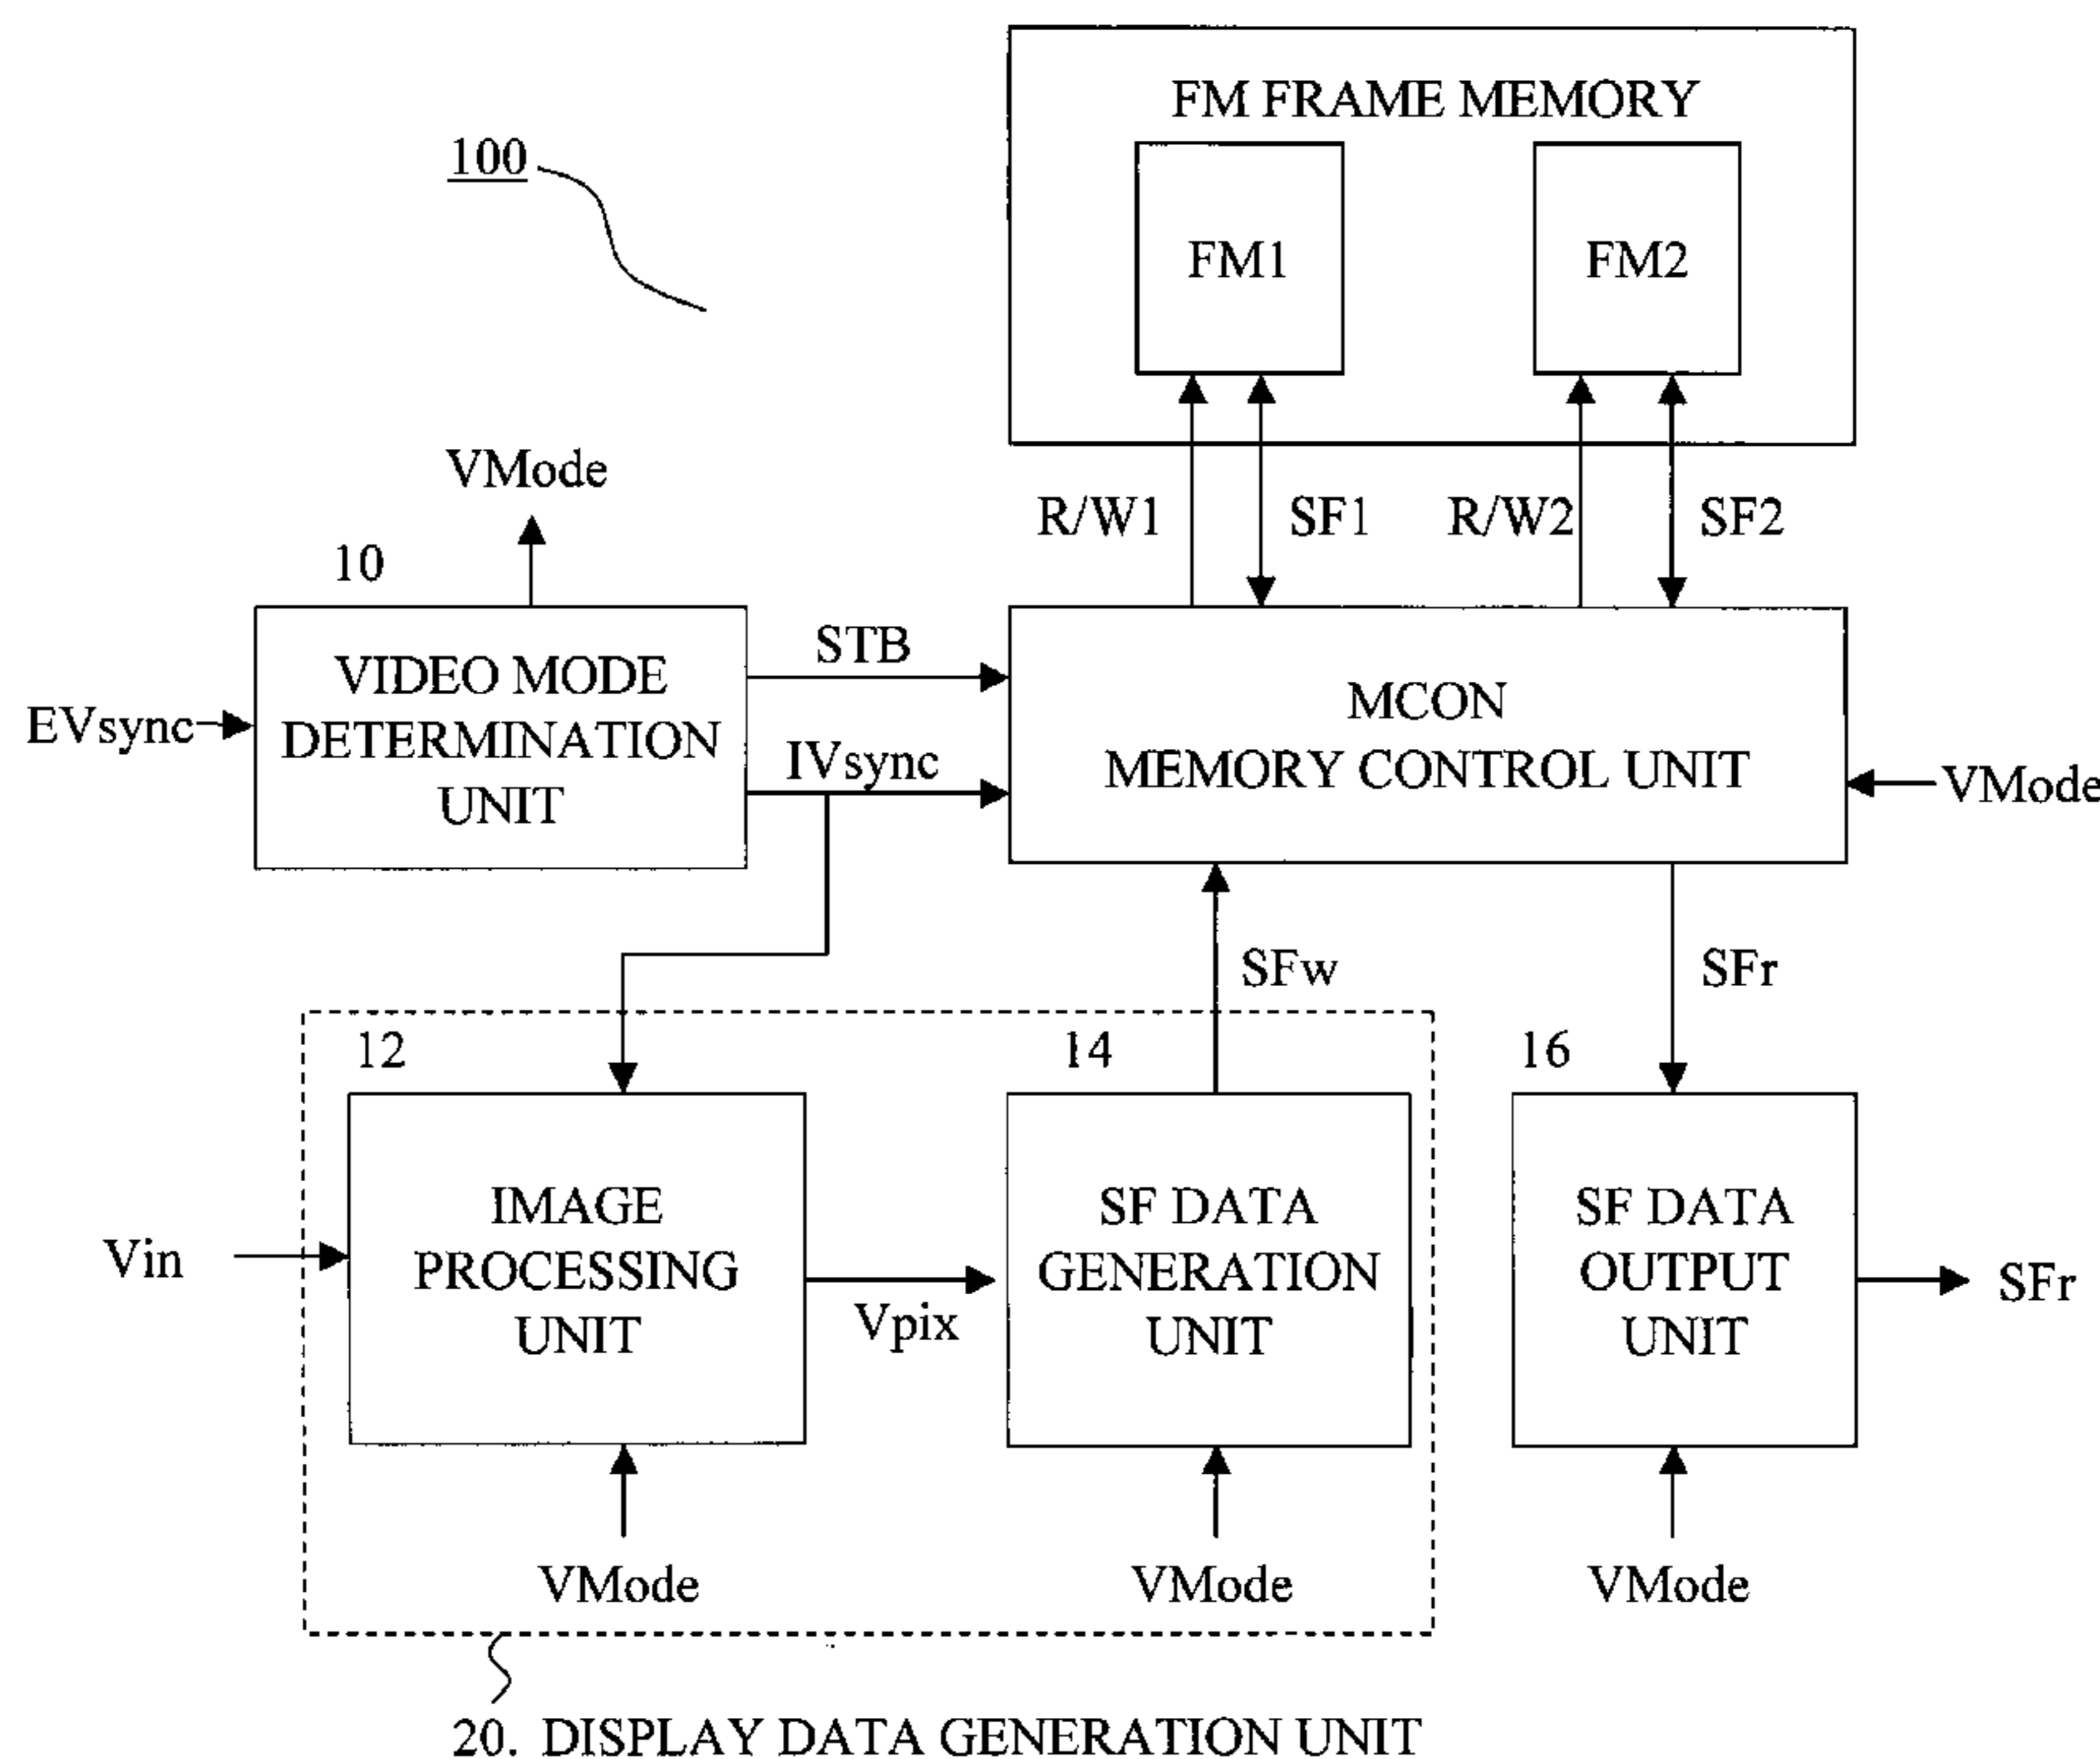 FM FRAME MEMORY
100
FM1
FM2
VMode
R/W1
SF1
R/W2
SF2
10
STB
VIDEO MODE
DETERMINATION
UNIT
EVsync
IVsync
MCON
MEMORY CONTROL UNIT
VMode
SFw
SFr
12
14
16
Vin
IMAGE
PROCESSING
UNIT
Vpix
SF DATA
GENERATION
UNIT
SF DATA
OUTPUT
UNIT
SFr
VMode
VMode
VMode
20. DISPLAY DATA GENERATION UNIT